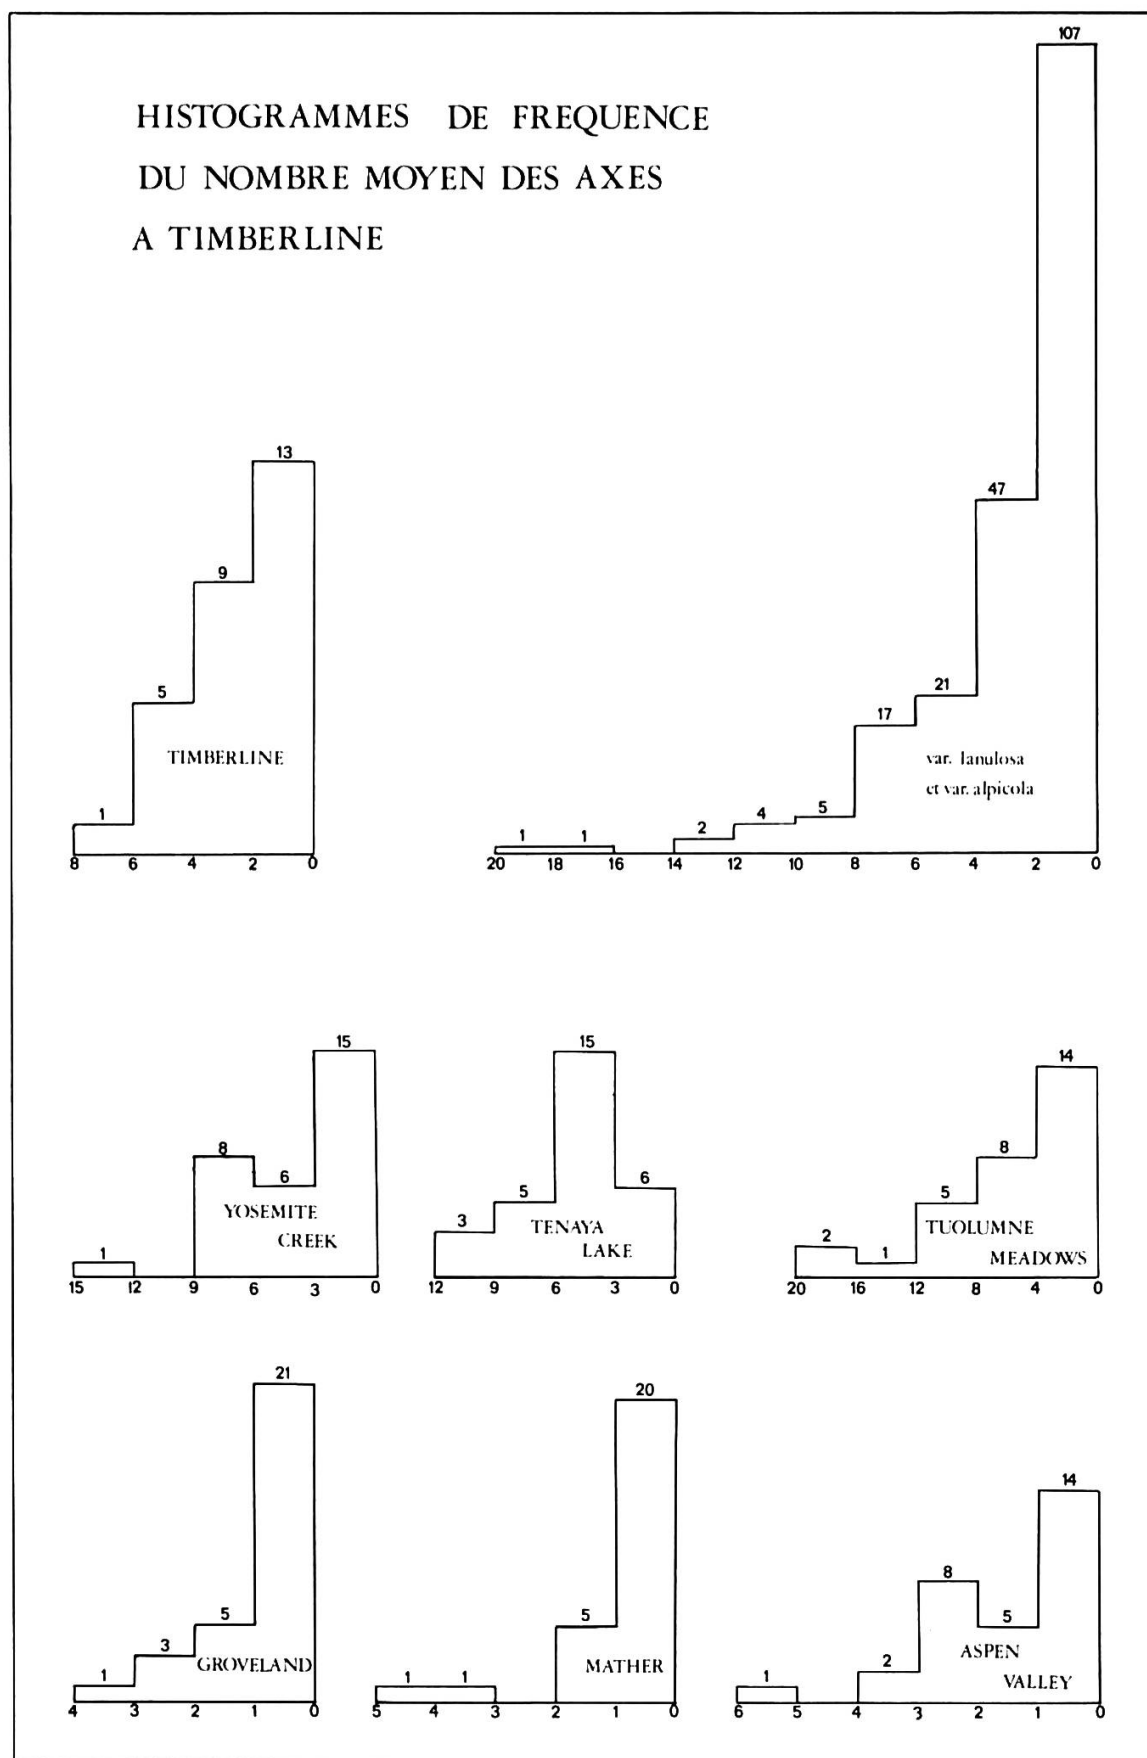 HISTOGRAMMES DE FREQUENCE
DU NOMBRE MOYEN DES AXES
A TIMBERLINE
13
9
5
1
TIMBERLINE
8 6 4 2 0
107
47
21
17
5
4
2
1 1
var. lanulosa
et var. alpicola
20 18 16 14 12 10 8 6 4 2 0
15
8
6
1
YOSEMITE
CREEK
15 12 9 6 3 0
15
6
5
3
TENAYA
LAKE
12 9 6 3 0
14
8
5
2
1
TUOLUMNE
MEADOWS
20 16 12 8 4 0
21
5
3
1
GROVELAND
4 3 2 1 0
20
5
1 1
MATHER
5 4 3 2 1 0
14
8
5
2
1
ASPEN
VALLEY
6 5 4 3 2 1 0